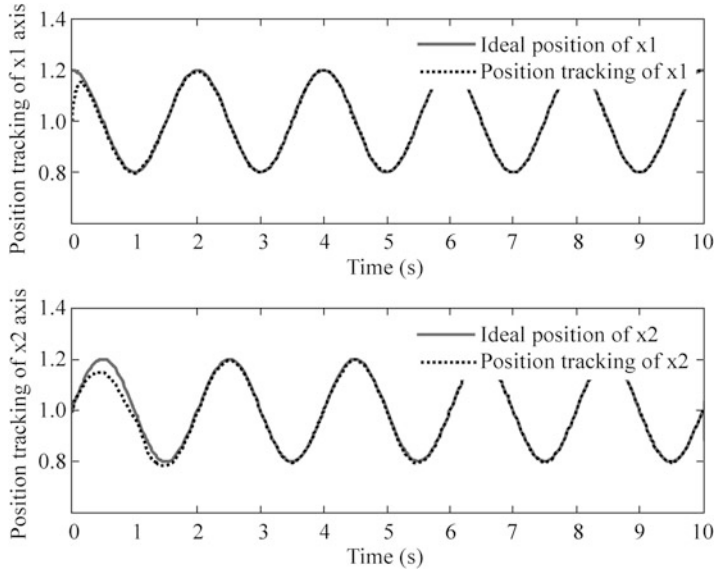 Position tracking of x1 axis
1.4
1.2
1.0
0.8
Ideal position of x1
Position tracking of x1
0 1 2 3 4 5 6 7 8 9 10
Time (s)
Position tracking of x2 axis
1.4
1.2
1.0
0.8
Ideal position of x2
Position tracking of x2
0 1 2 3 4 5 6 7 8 9 10
Time (s)